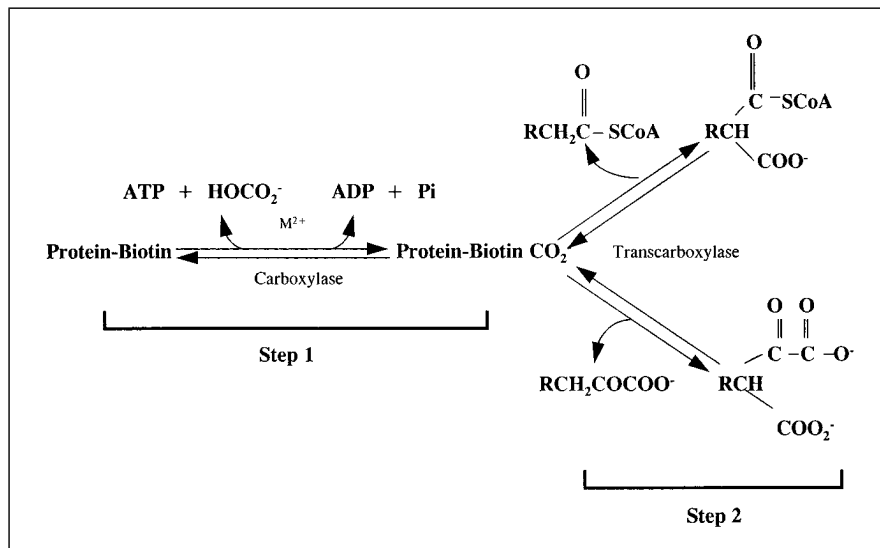 O
||
RCH₂C – SCoA
O
||
C – SCoA
RCH
COO⁻
ATP + HOCO₂⁻ ADP + Pi
M²⁺
Protein-Biotin
Protein-Biotin CO₂
Carboxylase
Transcarboxylase
Step 1
RCH₂COCOO⁻
O O
|| ||
C – C – O⁻
RCH
COO₂⁻
Step 2